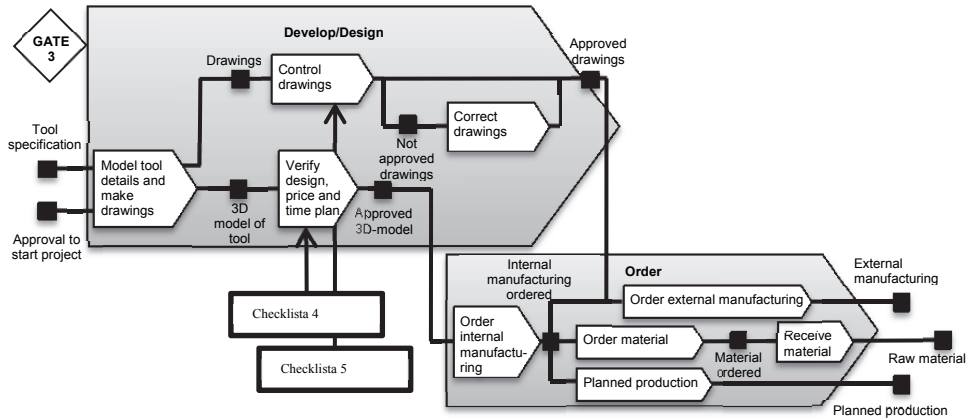 GATE
3
Develop/Design
Approved
drawings
Drawings
Control
drawings
Correct
drawings
Not
approved
drawings
Tool
specification
Model tool
details and
make
drawings
Verify
design,
price and
time plan
3D
model of
tool
Approved
3D-model
Approval to
start project
Checklista 4
Checklista 5
Internal
manufacturing
ordered
Order
External
manufacturing
Order
internal
manufactu-
ring
Order external manufacturing
Order material
Material
ordered
Receive
material
Raw material
Planned production
Planned production